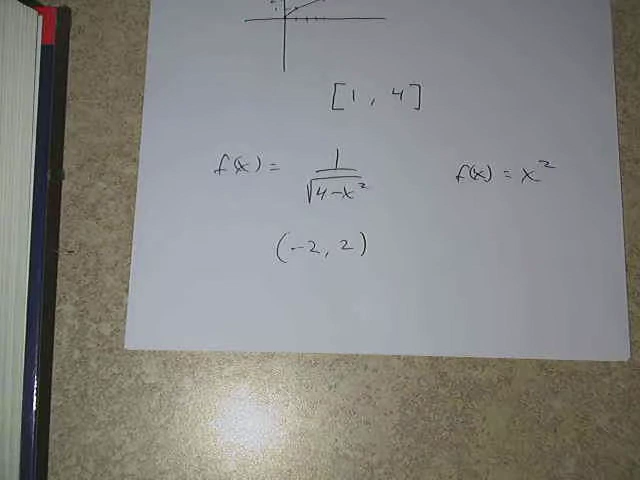 [1, 4]
f(x) = 1/√(4-x²)
f(x) = x²
(-2, 2)